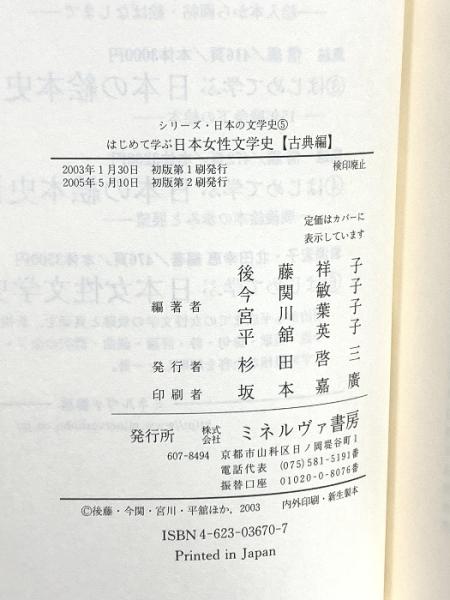 シリーズ・日本の文学史⑤
はじめて学ぶ日本女性文学史【古典編】
2003年1月30日 初版第1刷発行 検印廃止
2005年5月10日 初版第2刷発行
定価はカバーに
表示しています
編著者
後藤祥子
今関敏子
宮川葉子
平舘英子
発行者 杉田啓三
印刷者 坂本嘉廣
発行所 株式会社 ミネルヴァ書房
607-8494 京都市山科区日ノ岡堤谷町1
電話代表 (075)581-5191番
振替口座 01020-0-8076番
©後藤・今関・宮川・平舘ほか, 2003 内外印刷・新生製本
ISBN4-623-03670-7
Printed in Japan